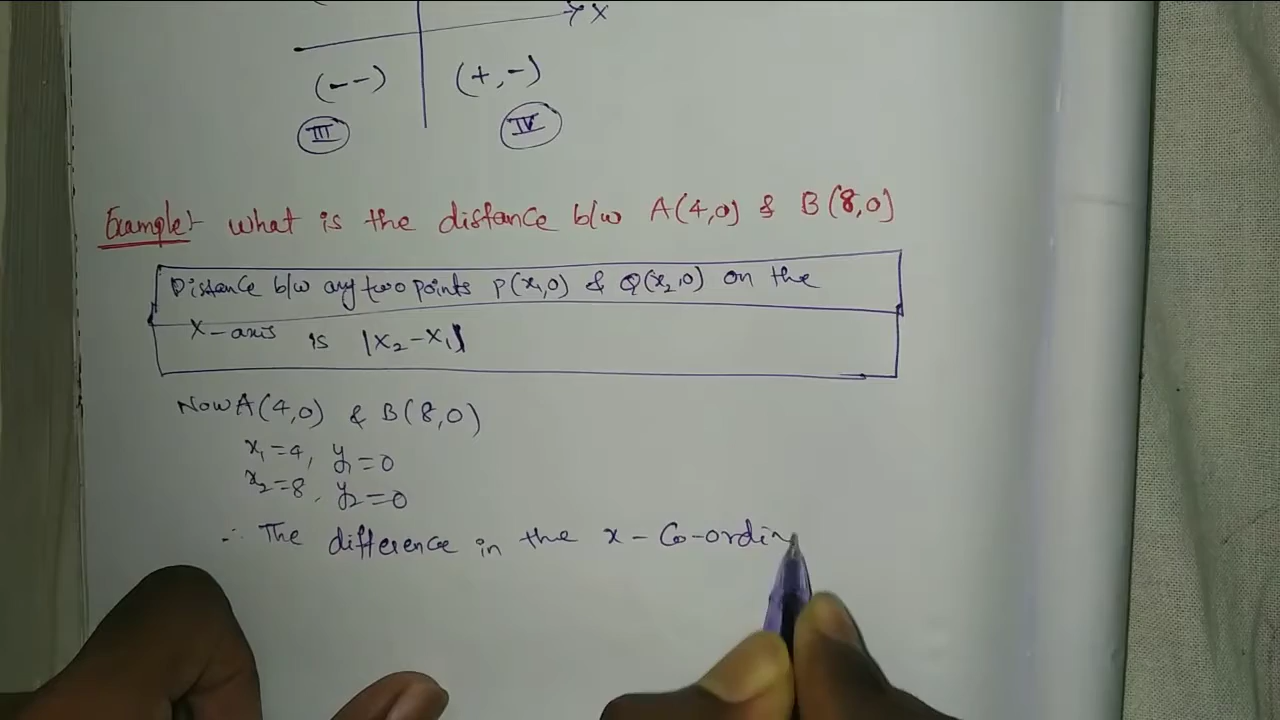 X
(--) (+,-)
III IV
Example:- what is the distance b/w A(4,0) & B(8,0)
Distance b/w any two points P(x₁,0) & Q(x₂,0) on the
X-axis is |x₂-x₁|
Now A(4,0) & B(8,0)
x₁=4, y₁=0
x₂=8, y₂=0
∴ The difference in the x-Co-ordin